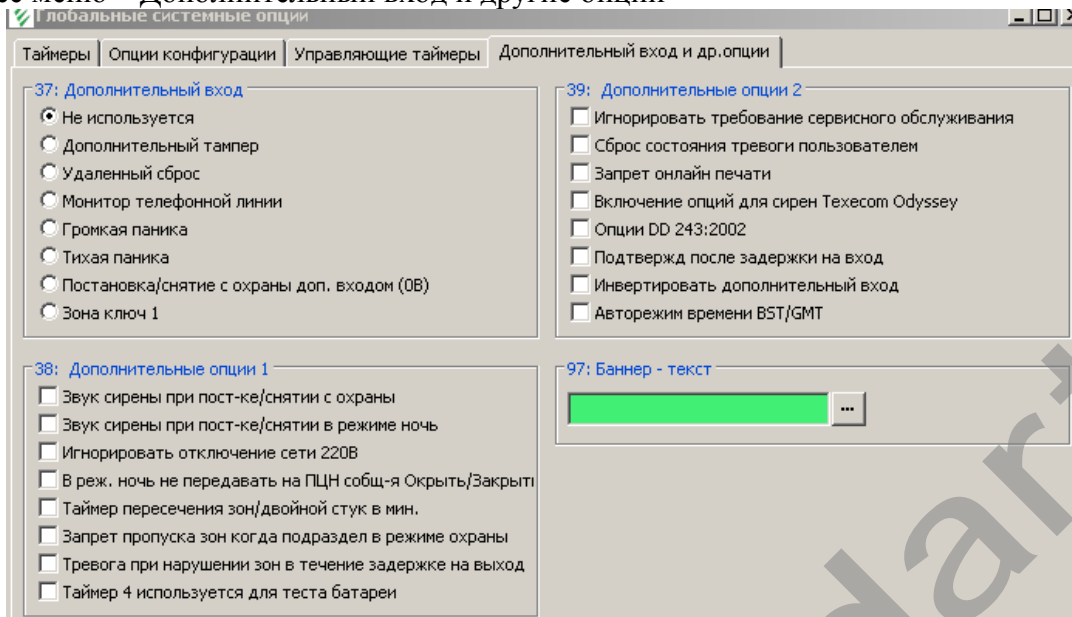 Дополнительный вход и другие опции
Глобальные системные опции
Таймеры
Опции конфигурации
Управляющие таймеры
Дополнительный вход и др.опции
37: Дополнительный вход
Не используется
Дополнительный тампер
Удаленный сброс
Монитор телефонной линии
Громкая паника
Тихая паника
Постановка/снятие с охраны доп. входом (0В)
Зона ключ 1
38: Дополнительные опции 1
Звук сирены при пост-ке/снятии с охраны
Звук сирены при пост-ке/снятии в режиме ночь
Игнорировать отключение сети 220В
В реж. ночь не передавать на ПЦН собщ-я Окрыть/Закрыть
Таймер пересечения зон/двойной стук в мин.
Запрет пропуска зон когда подраздел в режиме охраны
Тревога при нарушении зон в течение задержке на выход
Таймер 4 используется для теста батареи
39: Дополнительные опции 2
Игнорировать требование сервисного обслуживания
Сброс состояния тревоги пользователем
Запрет онлайн печати
Включение опций для сирен Texecom Odyssey
Опции DD 243:2002
Подтвержд после задержки на вход
Инвертировать дополнительный вход
Авторежим времени BST/GMT
97: Баннер - текст
...